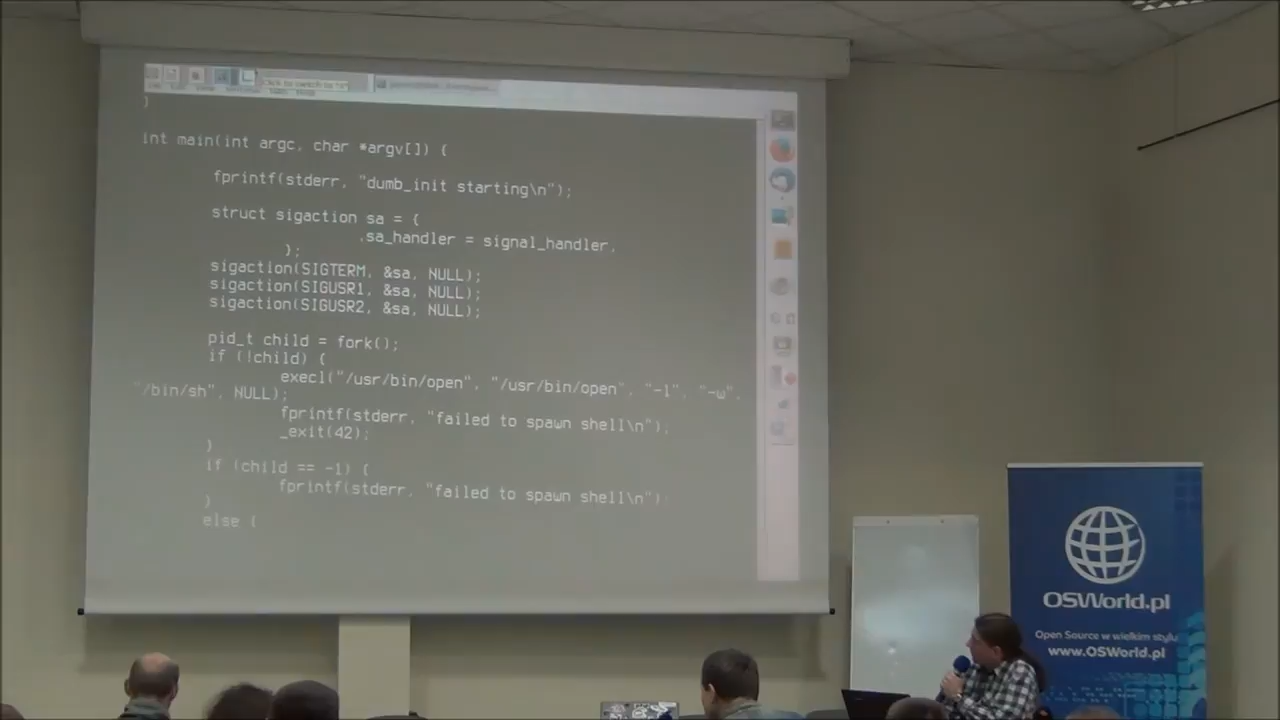 }
int main(int argc, char *argv[]) {
fprintf(stderr, "dumb_init starting\n");
struct sigaction sa = {
.sa_handler = signal_handler,
};
sigaction(SIGTERM, &sa, NULL);
sigaction(SIGUSR1, &sa, NULL);
sigaction(SIGUSR2, &sa, NULL);
pid_t child = fork();
if (!child) {
execl("/usr/bin/open", "/usr/bin/open", "-l", "-w",
"/bin/sh", NULL);
fprintf(stderr, "failed to spawn shell\n");
_exit(42);
}
if (child == -1) {
fprintf(stderr, "failed to spawn shell\n");
}
else {
OSWorld.pl
Open Source w wielkim stylu
www.OSWorld.pl